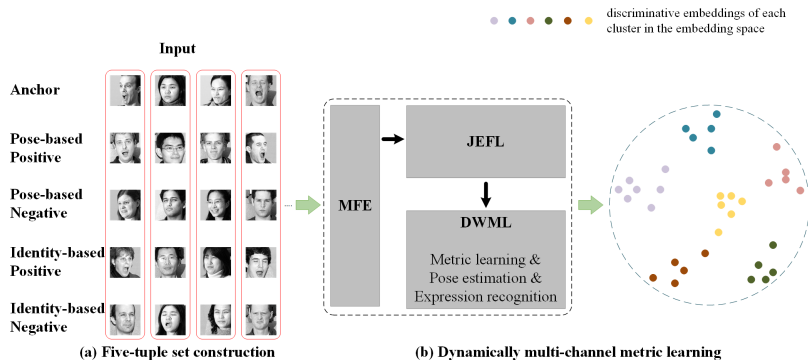 discriminative embeddings of each
cluster in the embedding space
Input
Anchor
Pose-based
Positive
Pose-based
Negative
Identity-based
Positive
Identity-based
Negative
...
MFE
JEFL
DWML
Metric learning &
Pose estimation &
Expression recognition
(a) Five-tuple set construction
(b) Dynamically multi-channel metric learning